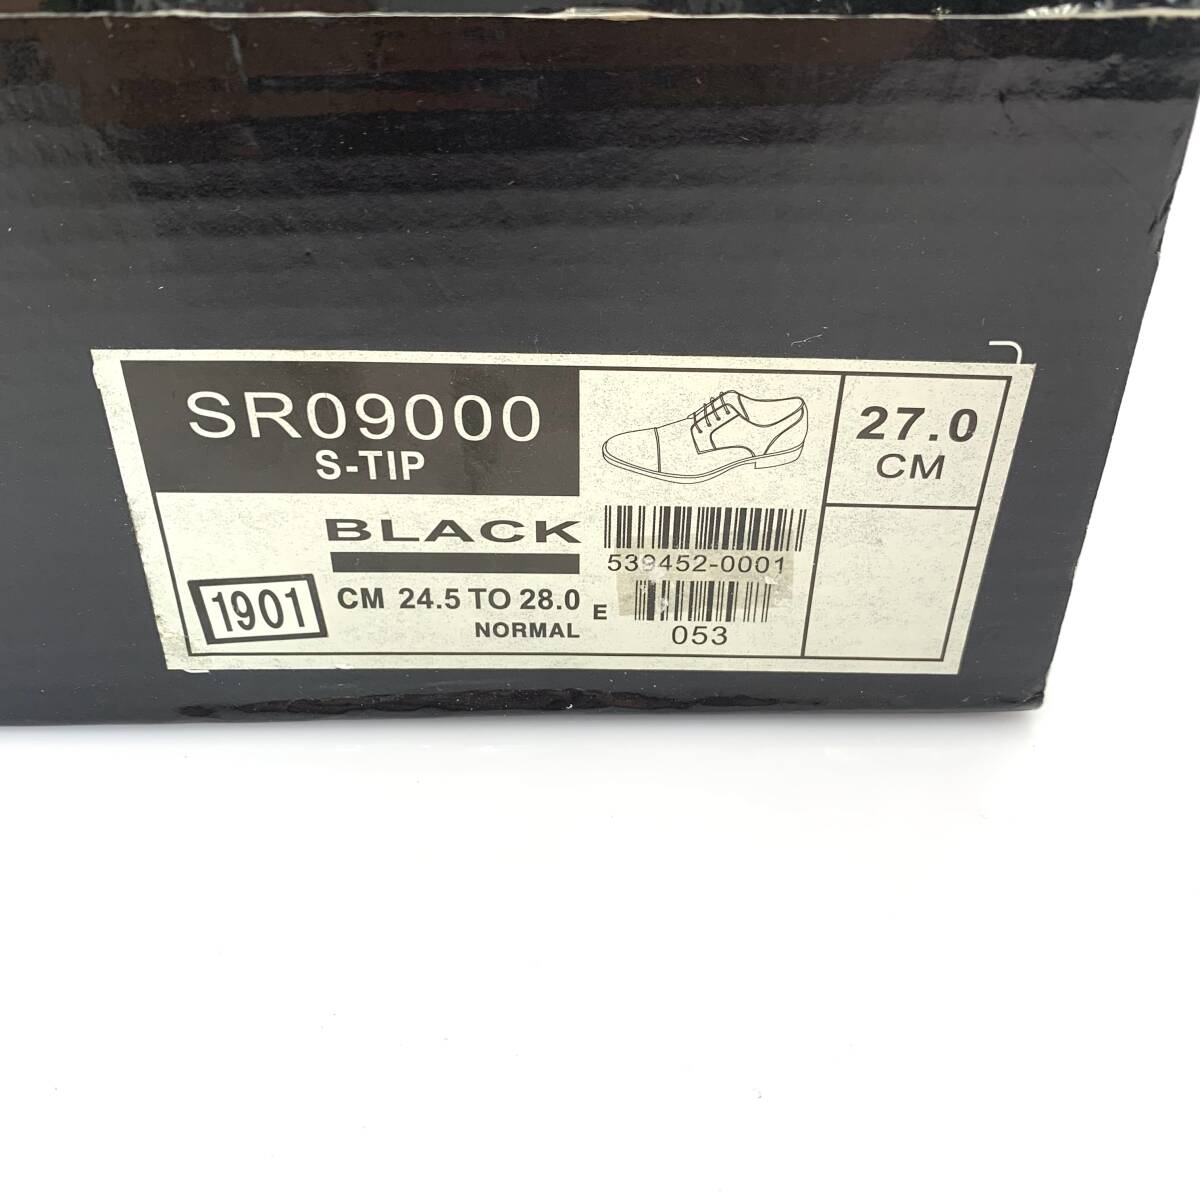 SR09000
S-TIP
27.0
CM
BLACK
539452-0001
1901
CM 24.5 TO 28.0
E
NORMAL
053